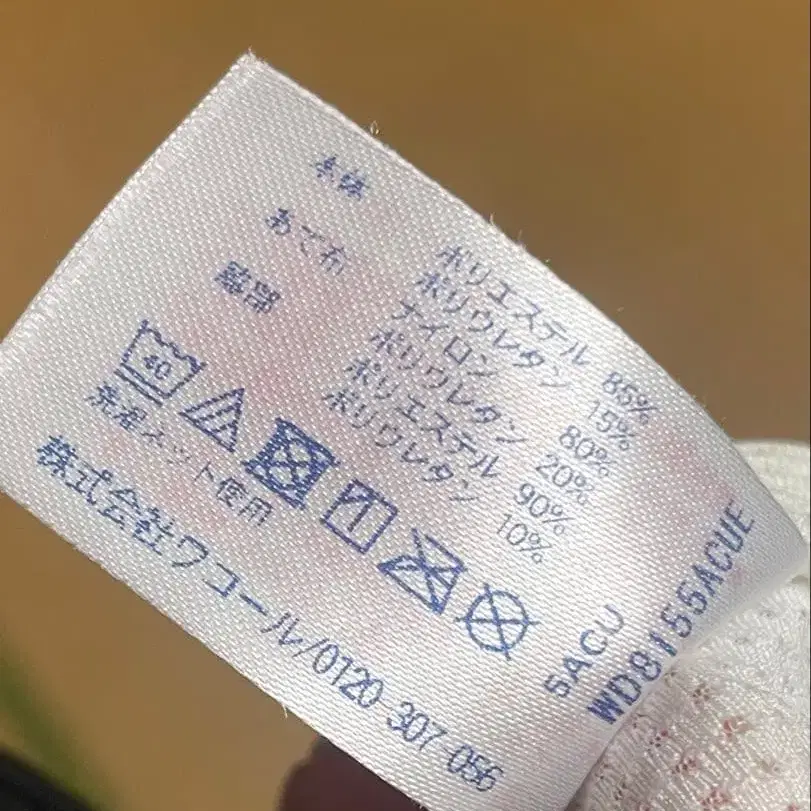 本体 ポリエステル 85%
ポリウレタン 15%
あて布 ナイロン 80%
ポリウレタン 20%
脇部 ポリエステル 90%
ポリウレタン 10%
40
洗濯ネット使用
株式会社ワコール/0120-307-056
5ACU
WD8155ACUE